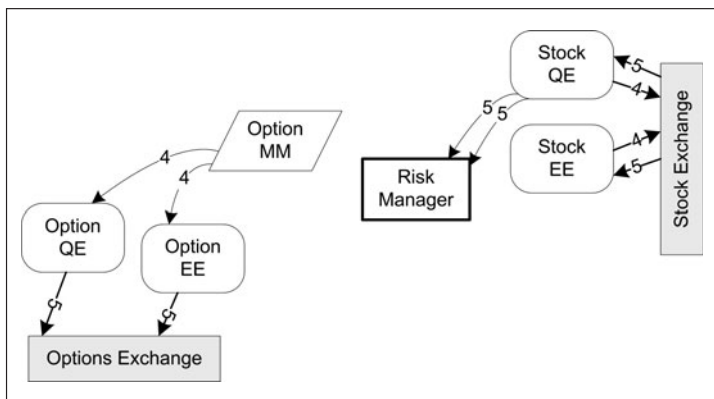 Stock
QE
5
4
5
5
Option
MM
4
4
Stock
EE
4
5
Stock Exchange
Risk
Manager
Option
QE
Option
EE
5
5
Options Exchange